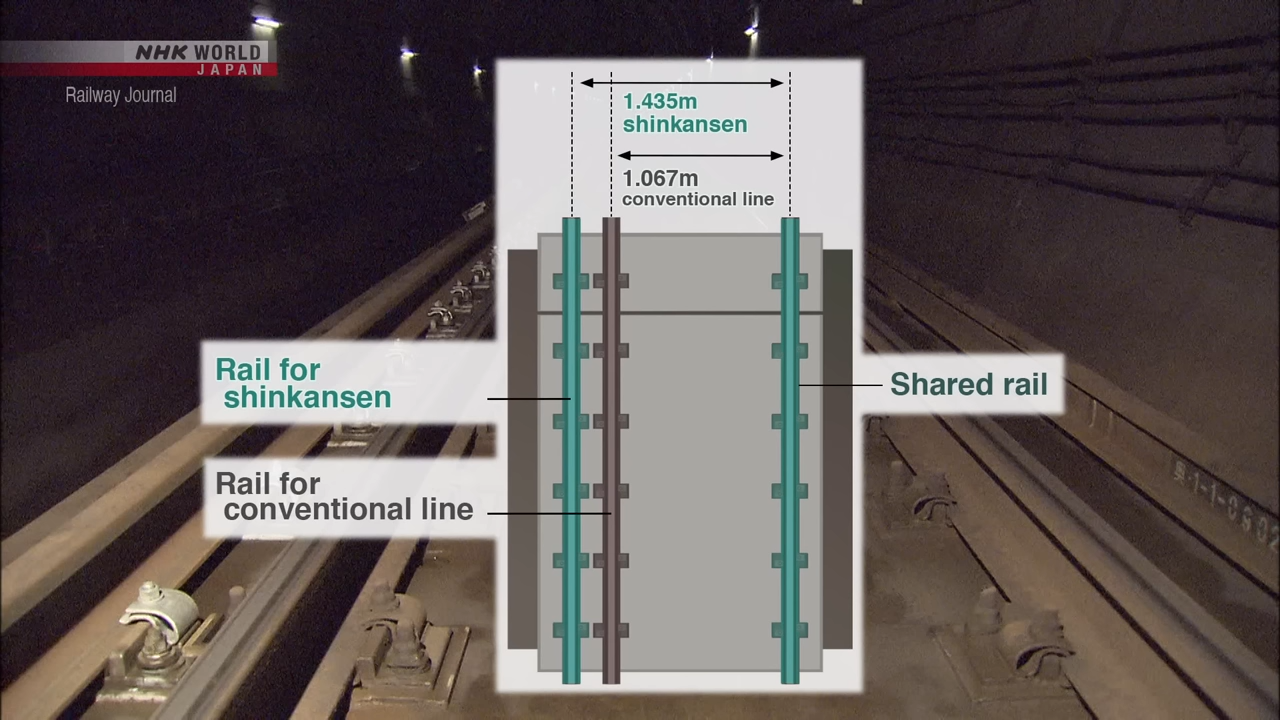 NHK WORLD
JAPAN
Railway Journal
1.435m
shinkansen
1.067m
conventional line
Rail for
shinkansen
Shared rail
Rail for
conventional line